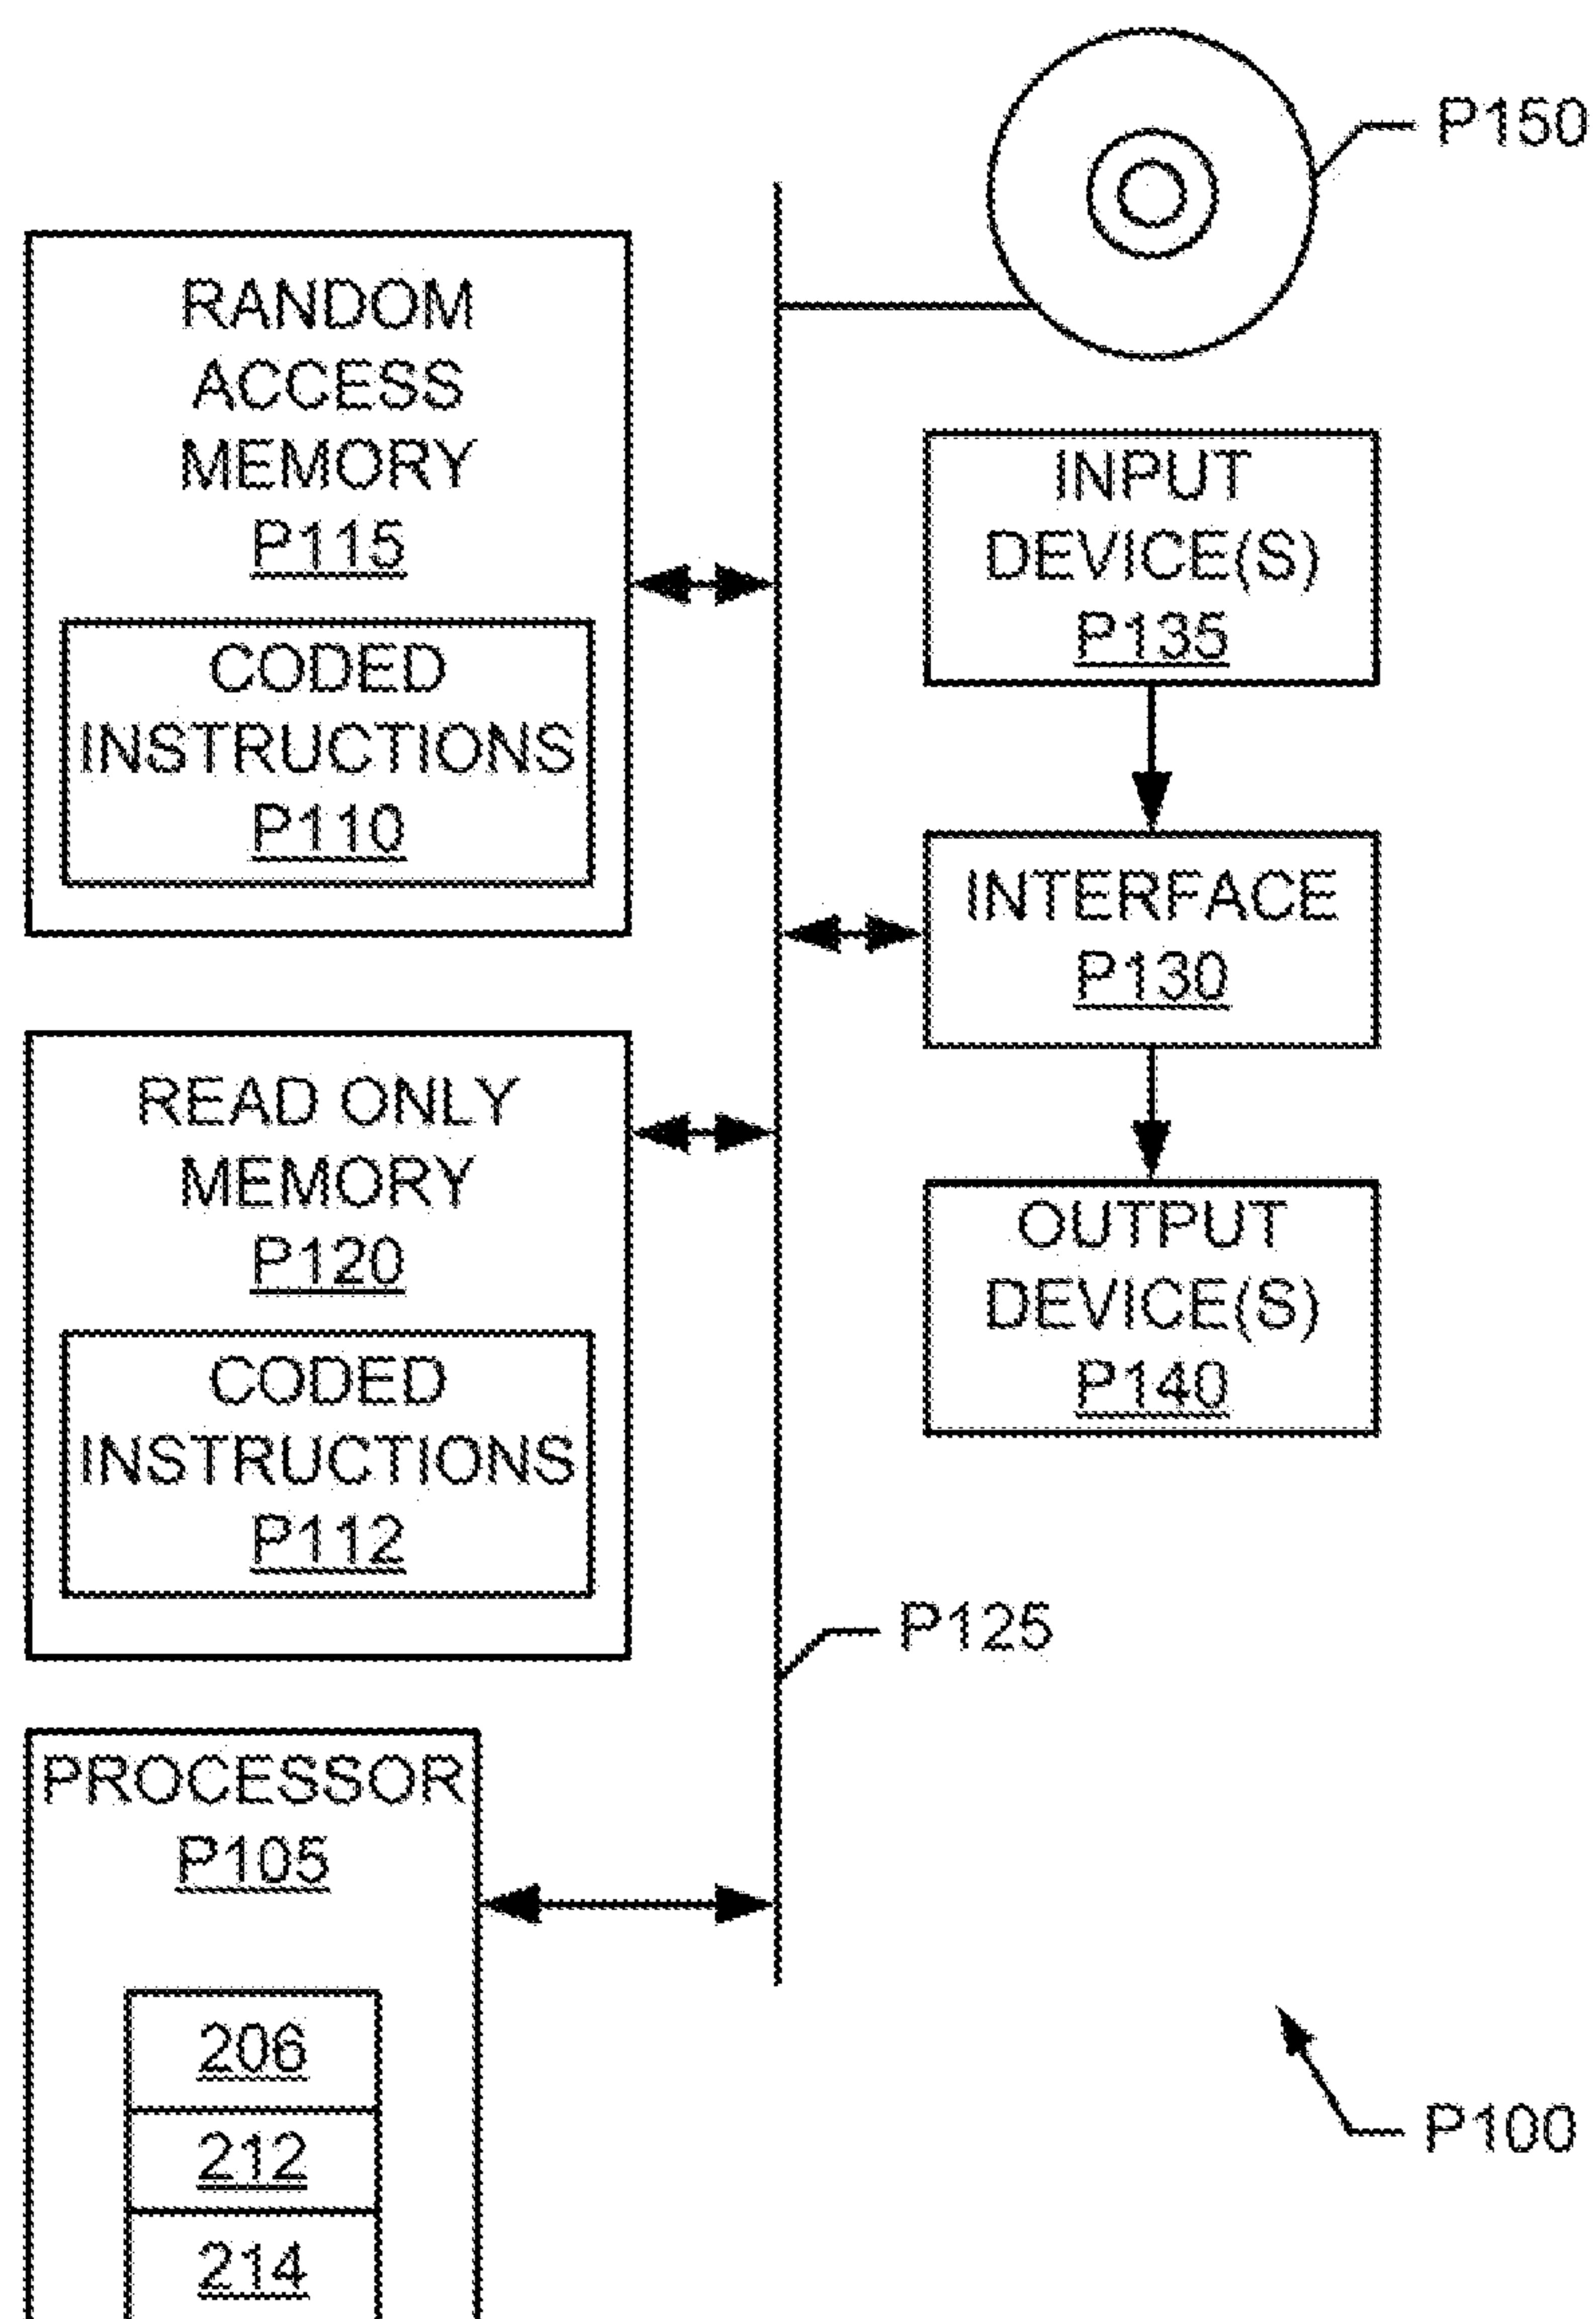 P150
RANDOM
ACCESS
MEMORY
P115
CODED
INSTRUCTIONS
P110
INPUT
DEVICE(S)
P135
INTERFACE
P130
READ ONLY
MEMORY
P120
CODED
INSTRUCTIONS
P112
OUTPUT
DEVICE(S)
P140
P125
PROCESSOR
P105
206
212
214
P100